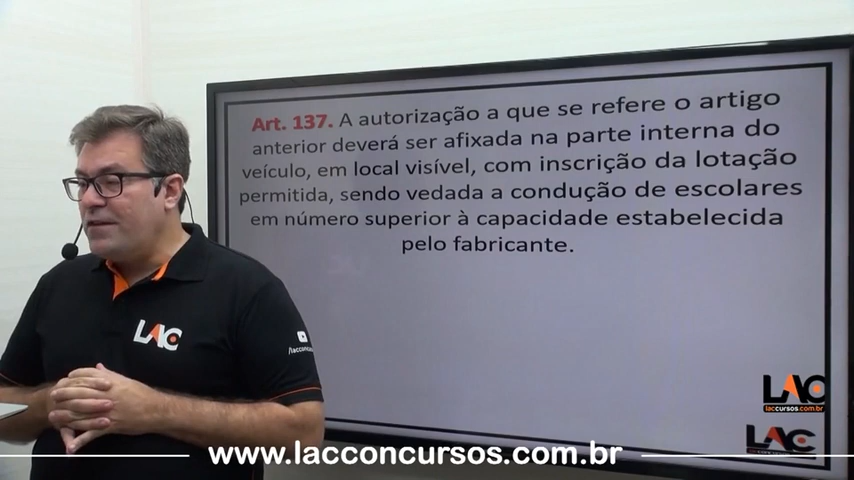 Art. 137. A autorização a que se refere o artigo
anterior deverá ser afixada na parte interna do
veículo, em local visível, com inscrição da lotação
permitida, sendo vedada a condução de escolares
em número superior à capacidade estabelecida
pelo fabricante.
LAC
/lacconcu
LAC
laccursos.com.br
LAC
www.lacconcursos.com.br